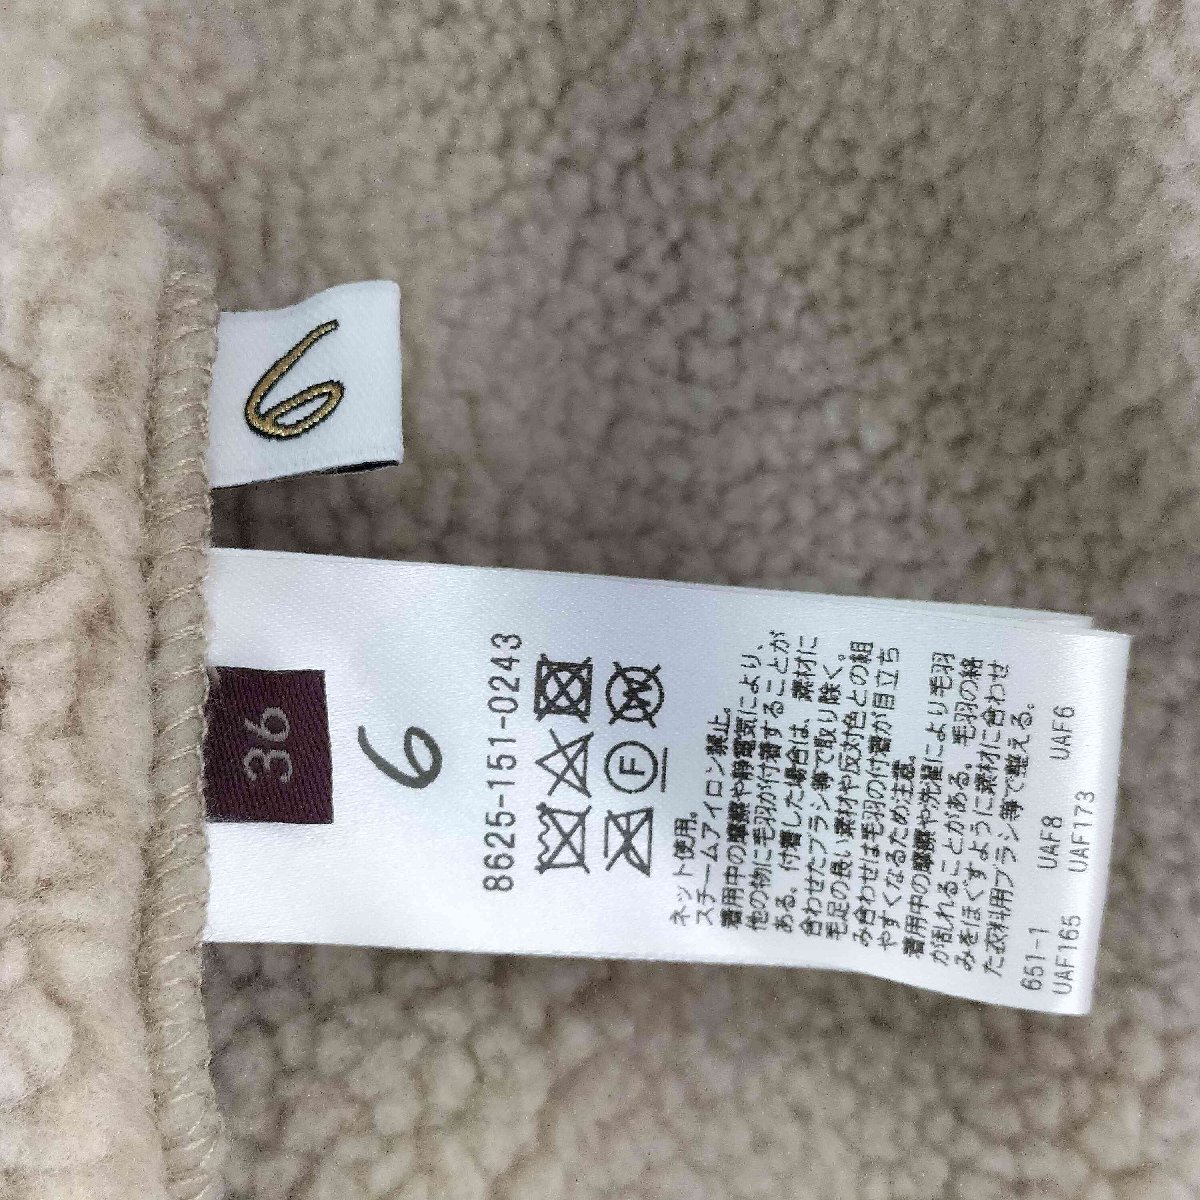 6
36
6
8625-151-0243
F
W
ネット使用。
スチームアイロン禁止。
着用中の摩擦や静電気により、
他の物に毛羽が付着することが
ある。付着した場合は、素材に
合わせたブラシ等で取り除く。
毛足の長い素材や反対色との組
み合わせは毛羽の付着が目立ち
やすくなるため注意。
着用中の摩擦や洗濯により毛羽
が乱れることがある。毛羽の絡
みをほぐすように素材に合わせ
た衣料用ブラシ等で整える。
651-1 UAF8 UAF6
UAF165 UAF173